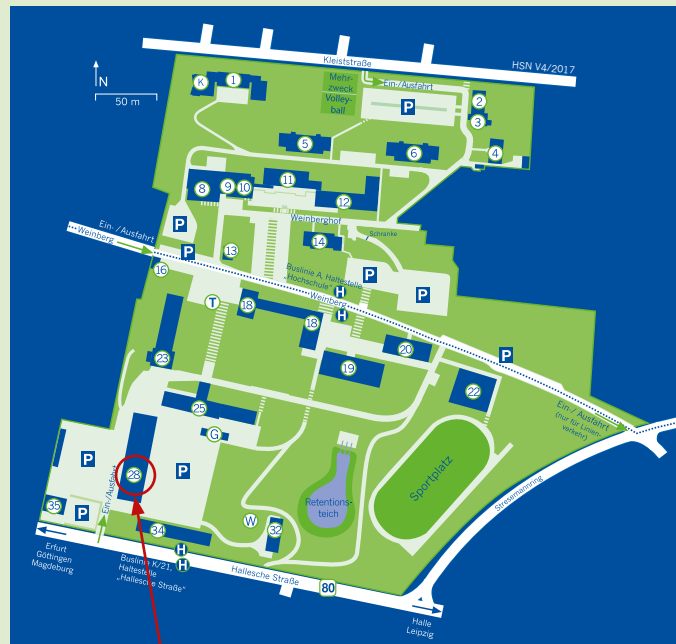 HSN V4/2017
Kleiststraße
N
50 m
K
1
Mehr-
zweck
Volley-
ball
Ein-/Ausfahrt
P
2
3
4
5
6
8
9
10
11
12
Weinberghof
P
Ein-/Ausfahrt
Weinberg
P
13
14
Schranke
16
Buslinie A, Haltestelle
„Hochschule"
H
Weinberg
H
P
P
T
18
18
20
19
P
22
23
25
G
Ein-/Ausfahrt
(nur für Linien-
verkehr)
Sportplatz
Stresemannring
P
28
P
Retentions-
teich
Ein-/Ausfahrt
35
P
34
W
32
Erfurt
Göttingen
Magdeburg
Buslinie K/21,
Haltestelle
„Hallesche Straße"
H
H
Hallesche Straße
80
Halle
Leipzig